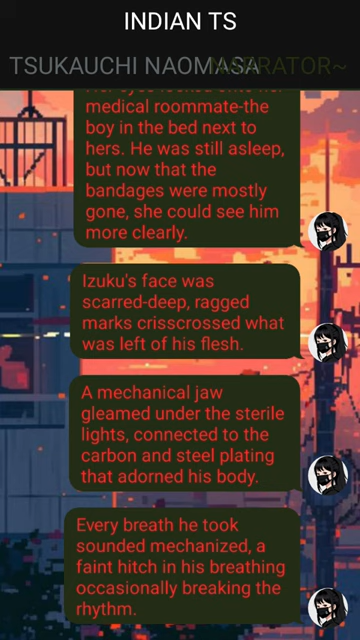 INDIAN TS
TSUKAUCHI NAOMASA
NARRATOR~
medical roommate-the
boy in the bed next to
hers. He was still asleep,
but now that the
bandages were mostly
gone, she could see him
more clearly.
Izuku's face was
scarred-deep, ragged
marks crisscrossed what
was left of his flesh.
A mechanical jaw
gleamed under the sterile
lights, connected to the
carbon and steel plating
that adorned his body.
Every breath he took
sounded mechanized, a
faint hitch in his breathing
occasionally breaking the
rhythm.